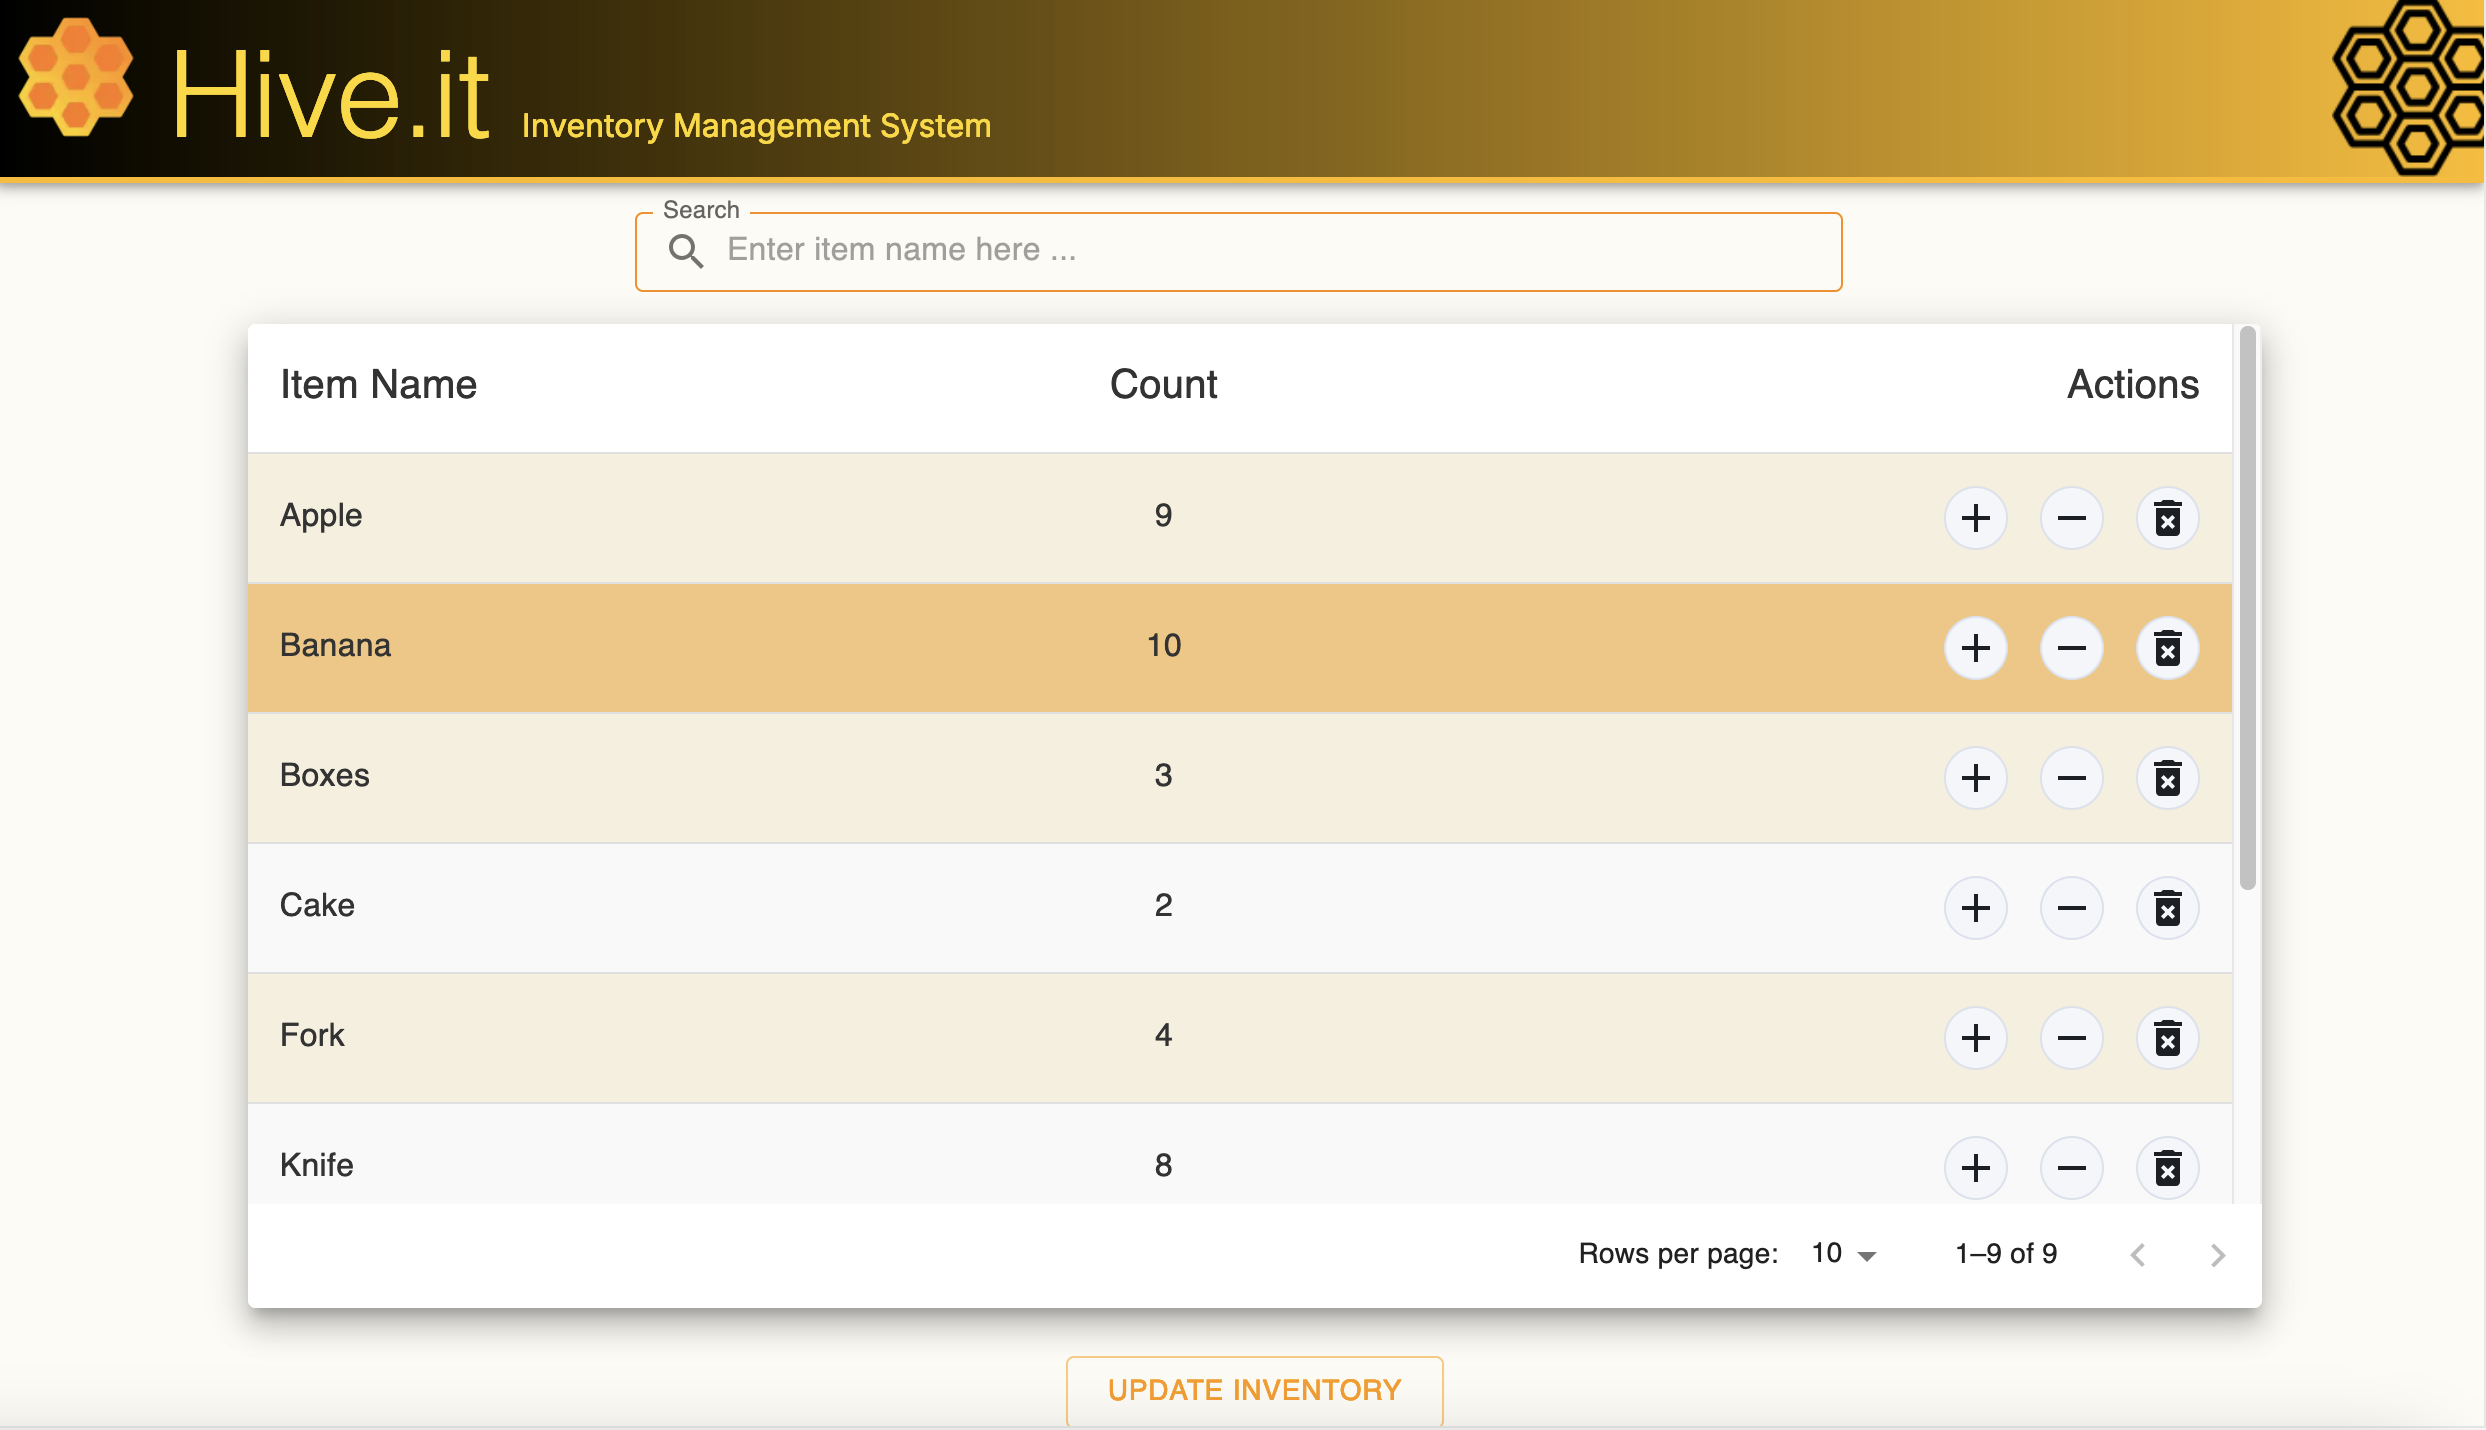 Hive.it Inventory Management System
Search
Enter item name here ...
Item Name Count Actions
Apple 9
Banana 10
Boxes 3
Cake 2
Fork 4
Knife 8
Rows per page: 10 1–9 of 9
UPDATE INVENTORY